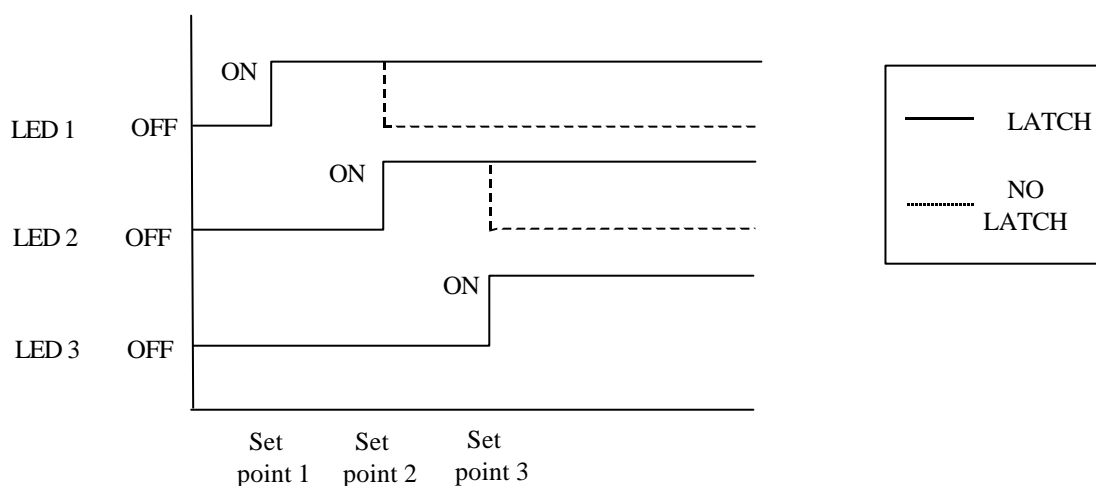 ON
LED 1 OFF
ON
LED 2 OFF
ON
LED 3 OFF
Set
point 1
Set
point 2
Set
point 3
LATCH
NO
LATCH